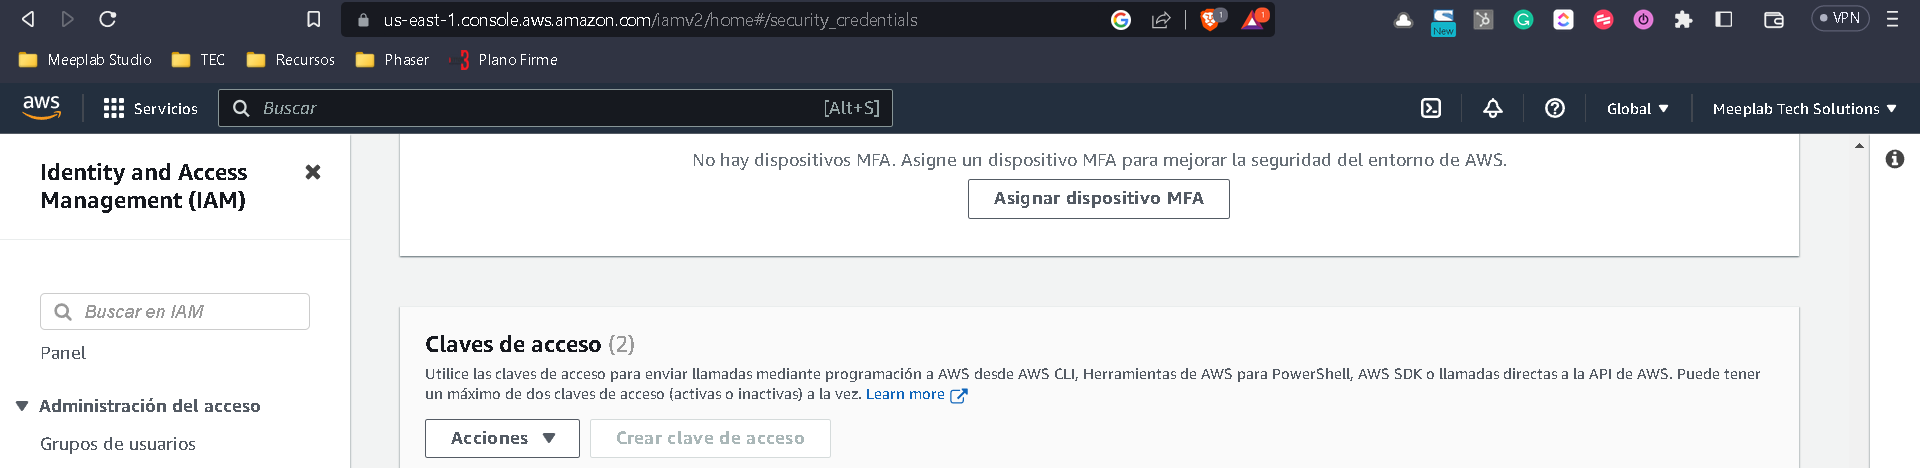 us-east-1.console.aws.amazon.com/iamv2/home#/security_credentials
1
1
New
VPN
Meeplab Studio
TEC
Recursos
Phaser
3
Plano Firme
aws
Servicios
Buscar
[Alt+S]
Global
Meeplab Tech Solutions
Identity and Access
Management (IAM)
Buscar en IAM
Panel
Administración del acceso
Grupos de usuarios
No hay dispositivos MFA. Asigne un dispositivo MFA para mejorar la seguridad del entorno de AWS.
Asignar dispositivo MFA
Claves de acceso (2)
Utilice las claves de acceso para enviar llamadas mediante programación a AWS desde AWS CLI, Herramientas de AWS para PowerShell, AWS SDK o llamadas directas a la API de AWS. Puede tener
un máximo de dos claves de acceso (activas o inactivas) a la vez. Learn more
Acciones
Crear clave de acceso